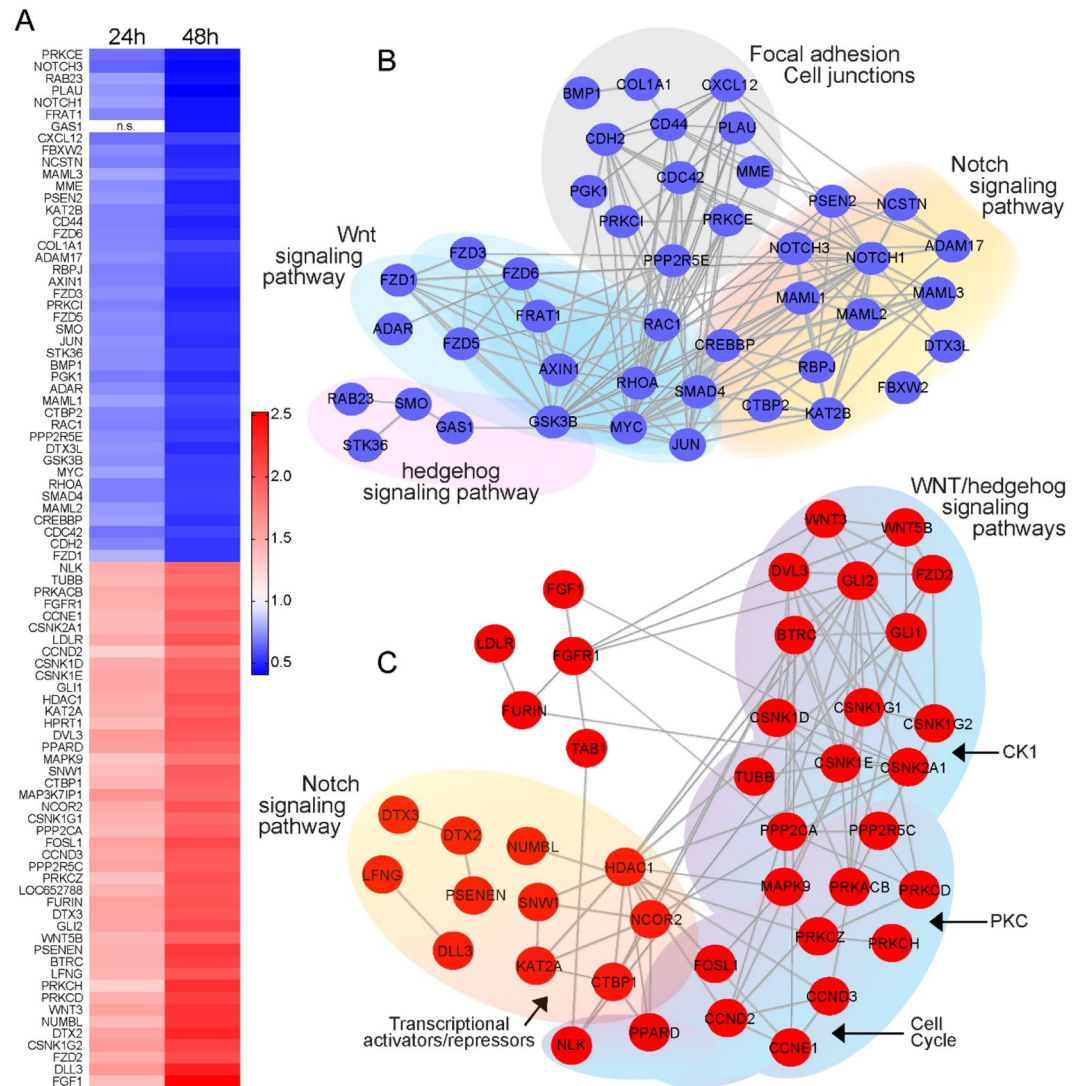 A
24h 48h
PRKCE
NOTCH3
RAB23
PLAU
NOTCH1
FRAT1
GAS1 n.s.
CXCL12
FBXW2
NCSTN
MAML3
MME
PSEN2
KAT2B
CD44
FZD6
COL1A1
ADAM17
RBPJ
AXIN1
FZD3
PRKCI
FZD5
SMO
JUN
STK36
BMP1
PGK1
ADAR
MAML1
CTBP2
RAC1
PPP2R5E
DTX3L
GSK3B
MYC
RHOA
SMAD4
MAML2
CREBBP
CDC42
CDH2
FZD1
NLK
TUBB
PRKACB
FGFR1
CCNE1
CSNK2A1
LDLR
CCND2
CSNK1D
CSNK1E
GLI1
HDAC1
KAT2A
HPRT1
DVL3
PPARD
MAPK9
SNW1
CTBP1
MAP3K7IP1
NCOR2
CSNK1G1
PPP2CA
FOSL1
CCND3
PPP2R5C
PRKCZ
LOC652788
FURIN
DTX3
GLI2
WNT5B
PSENEN
BTRC
LFNG
PRKCH
PRKCD
WNT3
NUMBL
DTX2
CSNK1G2
FZD2
DLL3
FGF1
2.5
2.0
1.5
1.0
0.5
B
Focal adhesion
Cell junctions
BMP1
COL1A1
CXCL12
CDH2
CD44
PLAU
PGK1
CDC42
MME
PRKCI
PRKCE
PPP2R5E
Notch
signaling
pathway
PSEN2
NCSTN
NOTCH3
NOTCH1
ADAM17
MAML1
MAML2
MAML3
RBPJ
DTX3L
FBXW2
CTBP2
KAT2B
Wnt
signaling
pathway
FZD1
FZD3
FZD6
ADAR
FZD5
FRAT1
RAC1
CREBBP
AXIN1
RHOA
SMAD4
GSK3B
MYC
JUN
RAB23
SMO
STK36
GAS1
hedgehog
signaling pathway
C
WNT/hedgehog
signaling
pathways
WNT3
WNT5B
DVL3
GLI2
FZD2
BTRC
GLI1
CSNK1D
CSNK1G1
CSNK1G2
TUBB
CSNK1E
CSNK2A1
CK1
FGF1
LDLR
FGFR1
FURIN
TAB1
PPP2CA
PPP2R5C
MAPK9
PRKACB
PRKCD
PRKCZ
PRKCH
PKC
FOSL1
CCND3
CCND2
CCNE1
Cell
Cycle
Notch
signaling
pathway
DTX3
DTX2
NUMBL
LFNG
PSENEN
HDAC1
SNW1
NCOR2
DLL3
KAT2A
CTBP1
Transcriptional
activators/repressors
NLK
PPARD